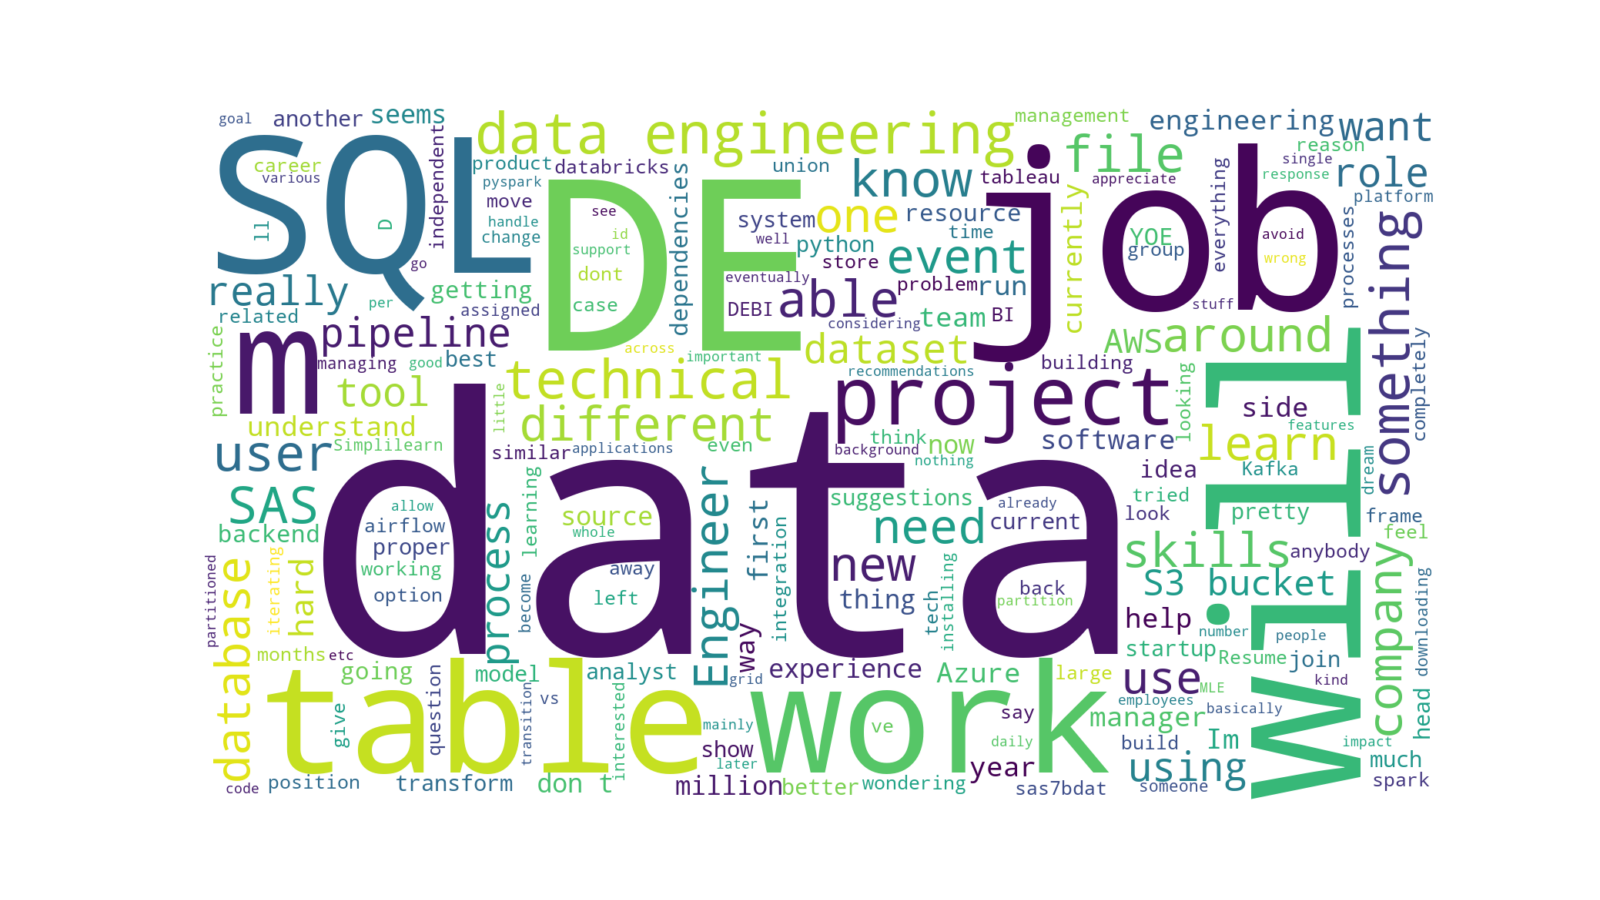 goal
another
seems
data engineering
management
engineering
want
career
various
SQL
independent
product
databricks
union
know
tableau
file
reason
single
response
role
pyspark
move
DE
see
dependencies
system
one
resource
currently
appreciate
job
everything
platform
ll
D
handle
change
id
support
well
python
time
event
YOE
group
avoid
wrong
processes
something
go
dont
eventually
store
problem
run
really
per
getting
case
DEBI
able
considering
team
BI
stuff
related
assigned
AWS
around
m
pipeline
managing
good
best
across
important
dataset
building
completely
practice
tool
little
technical
recommendations
project
looking
side
features
understand
different
software
learn
user
Simplilearn
similar
applications
even
think
now
background
nothing
idea
Kafka
dream
SAS
allow
learning
source
Engineer
first
suggestions
need
already
current
tried
look
pretty
frame
feel
backend
airflow
proper
whole
data
skills
anybody
partitioned
database
iterating
hard
working
option
process
become
away
left
integration
new
thing
tech
installing
back
partition
S3 bucket
company
downloading
help
number
people
will
months
etc
way
startup
Resume
join
going
model
analyst
grid
experience
Azure
large
use
MLE
kind
table
work
employees
basically
head
give
question
transition
vs
interested
mainly
ve
say
manager
show
daily
build
Im
impact
later
year
using
much
code
position
transform
don t
million
better
wondering
sas7bdat
someone
spark